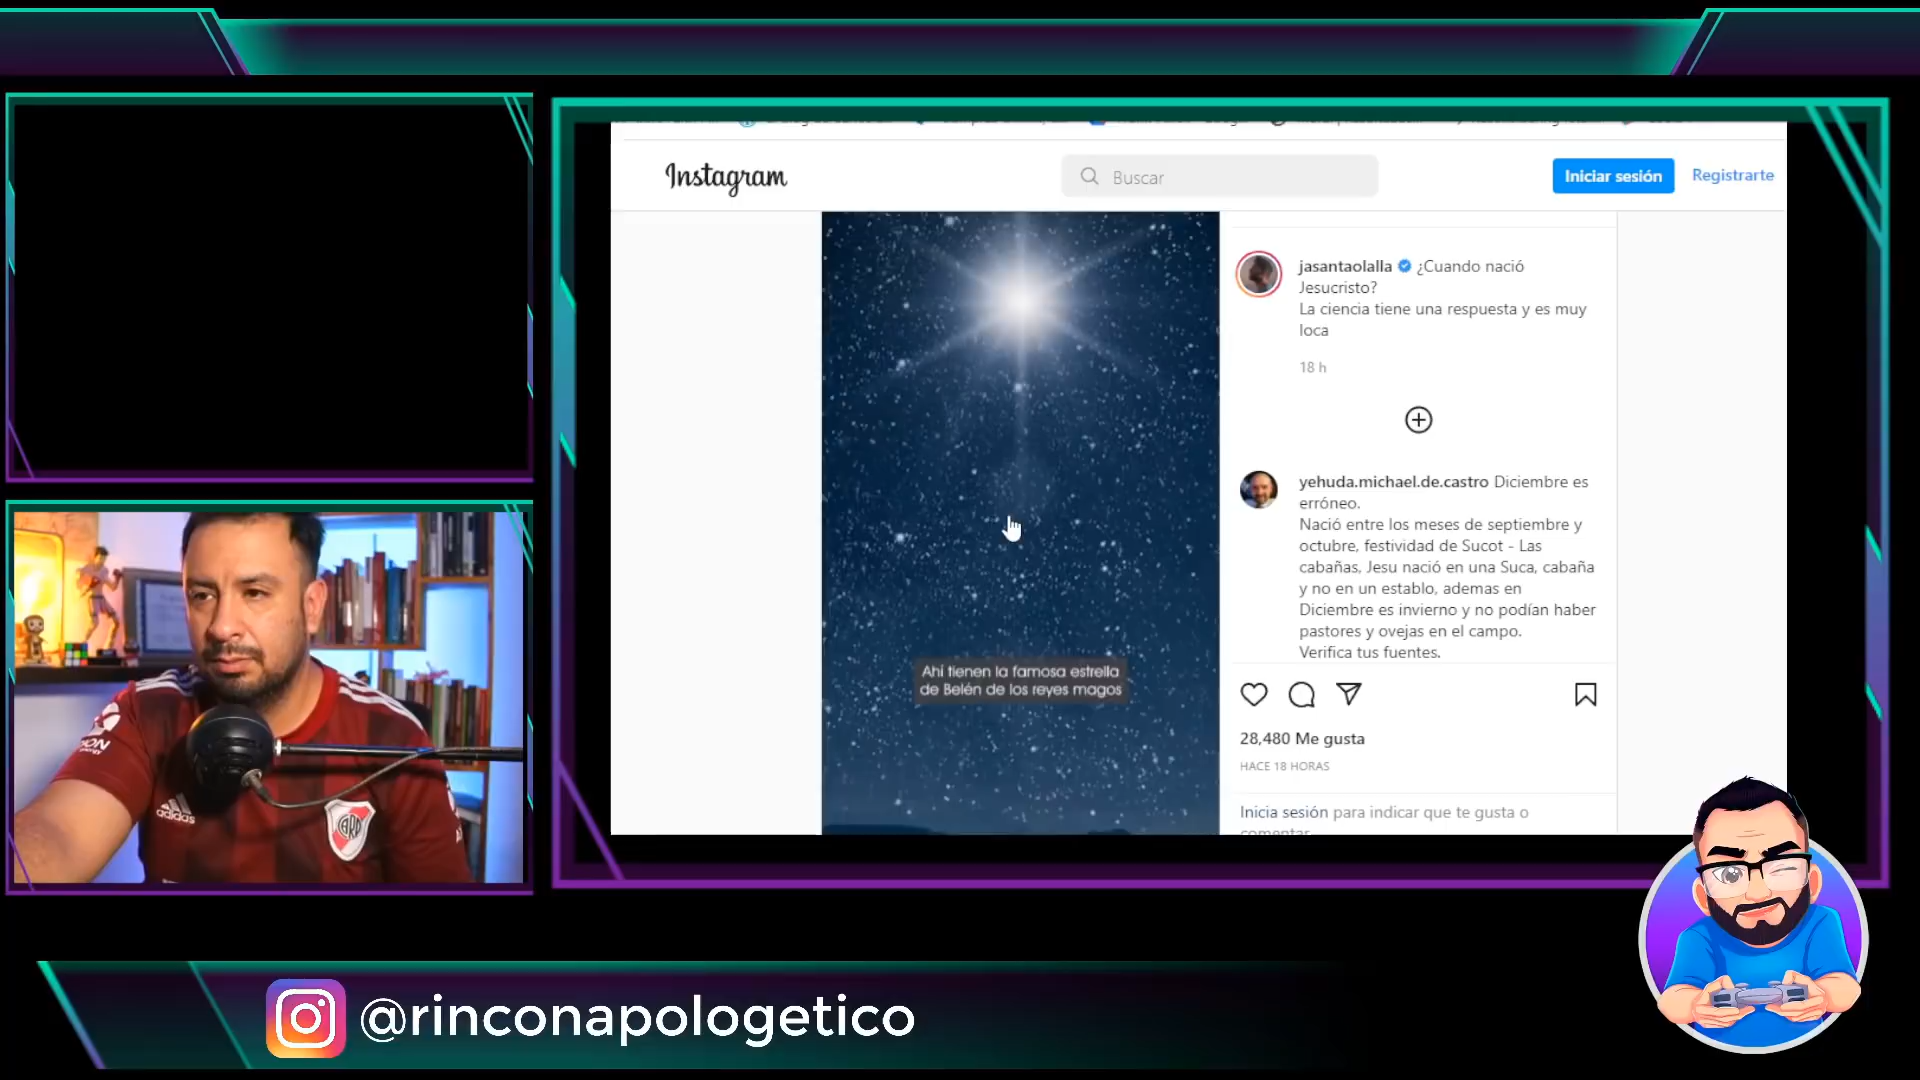 Instagram
Buscar
Iniciar sesión
Registrarte
jasantaolalla ¿Cuando nació
Jesucristo?
La ciencia tiene una respuesta y es muy
loca
18 h
yehuda.michael.de.castro Diciembre es
erróneo.
Nació entre los meses de septiembre y
octubre, festividad de Sucot - Las
cabañas, Jesu nació en una Suca, cabaña
y no en un establo, ademas en
Diciembre es invierno y no podían haber
pastores y ovejas en el campo.
Verifica tus fuentes.
Ahí tienen la famosa estrella
de Belén de los reyes magos
28,480 Me gusta
HACE 18 HORAS
Inicia sesión para indicar que te gusta o
comentar.
adidas
CARP
@rinconapologetico